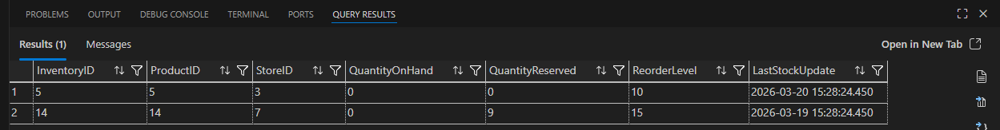 PROBLEMS OUTPUT DEBUG CONSOLE TERMINAL PORTS QUERY RESULTS
Results (1) Messages Open in New Tab
InventoryID ProductID StoreID QuantityOnHand QuantityReserved ReorderLevel LastStockUpdate
1 5 5 3 0 0 10 2026-03-20 15:28:24.450
2 14 14 7 0 9 15 2026-03-19 15:28:24.450